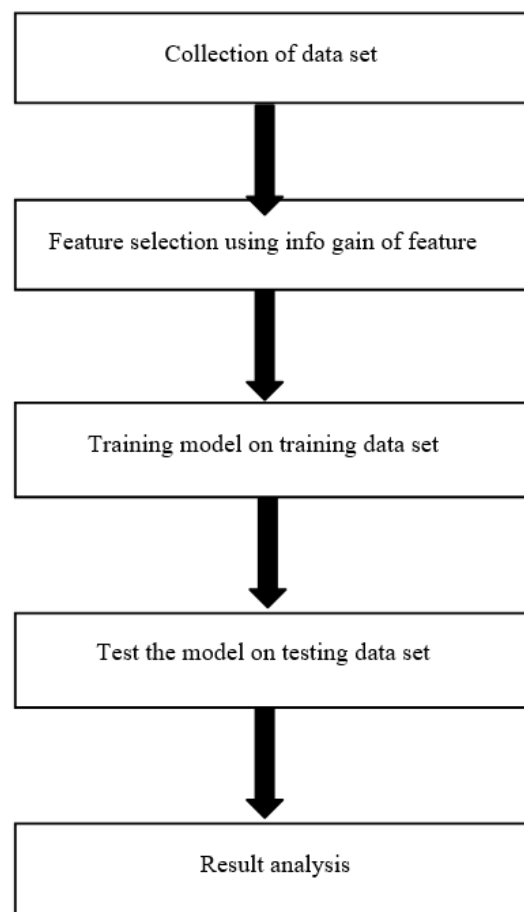 Collection of data set
Feature selection using info gain of feature
Training model on training data set
Test the model on testing data set
Result analysis